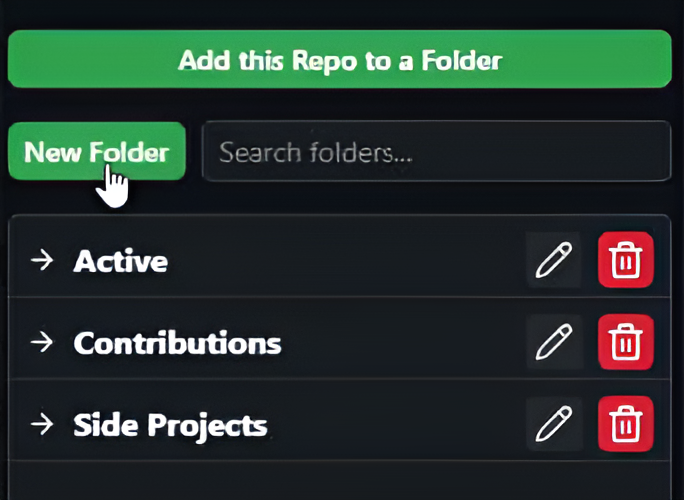 Add this Repo to a Folder
New Folder
Search folders...
Active
Contributions
Side Projects